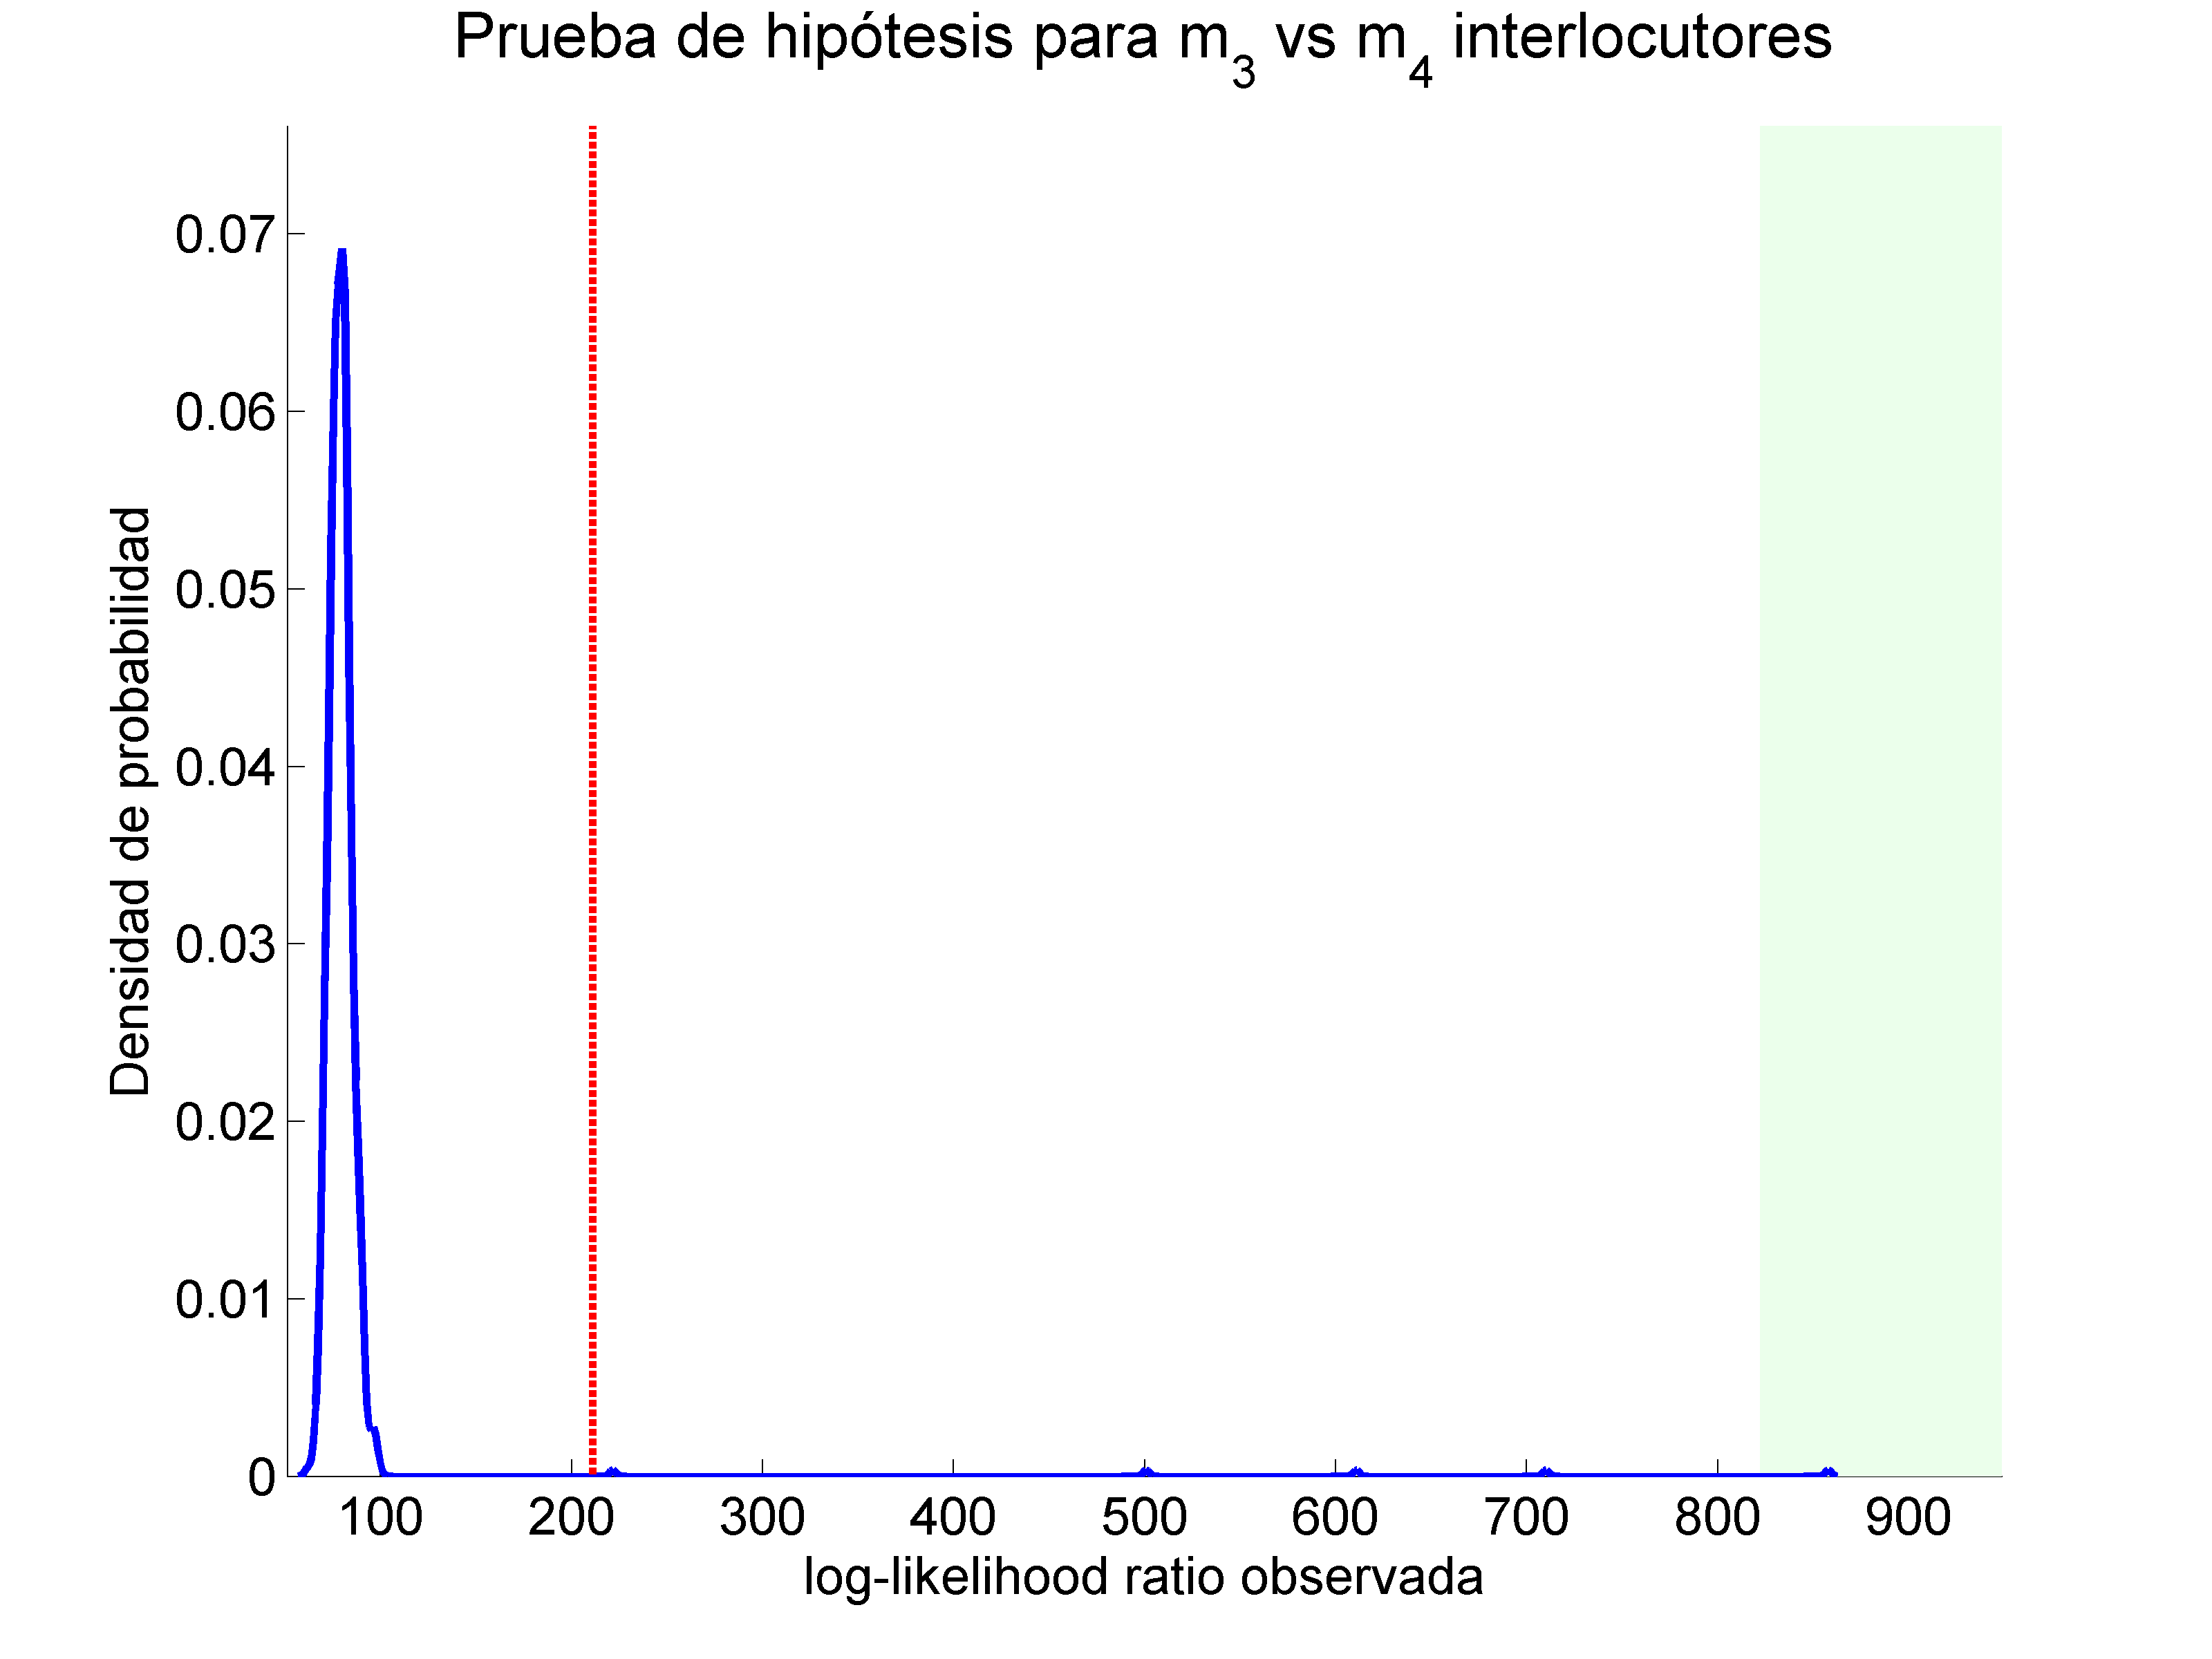 Prueba de hipótesis para m3 vs m4 interlocutores
Densidad de probabilidad
0.07
0.06
0.05
0.04
0.03
0.02
0.01
0
100 200 300 400 500 600 700 800 900
log-likelihood ratio observada